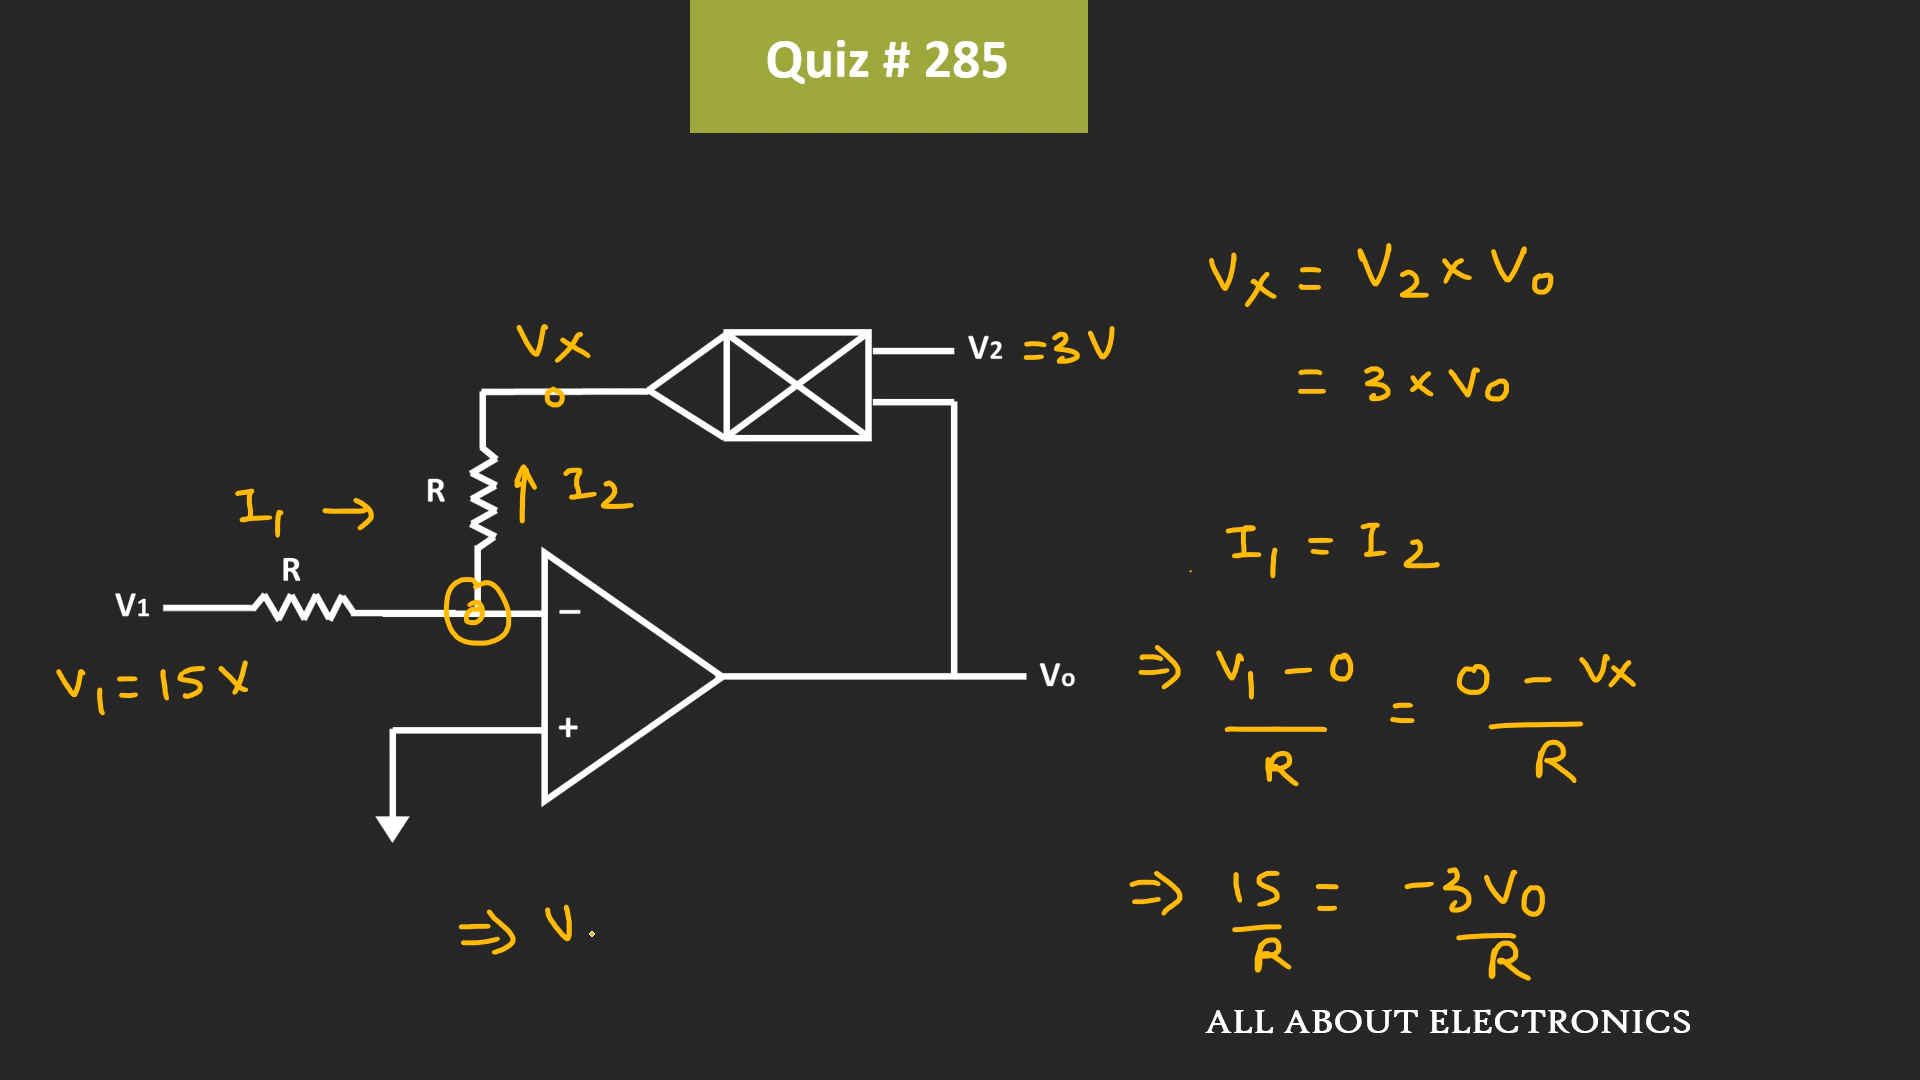 Quiz # 285
Vx = V2 x Vo
Vx
V2 = 3V
= 3 x Vo
R
I2
I1 →
I1 = I2
R
V1
−
V1 = 15V
Vo
⇒ V1 - 0 / R = 0 - Vx / R
+
⇒ 15 / R = -3Vo / R
⇒ V
ALL ABOUT ELECTRONICS